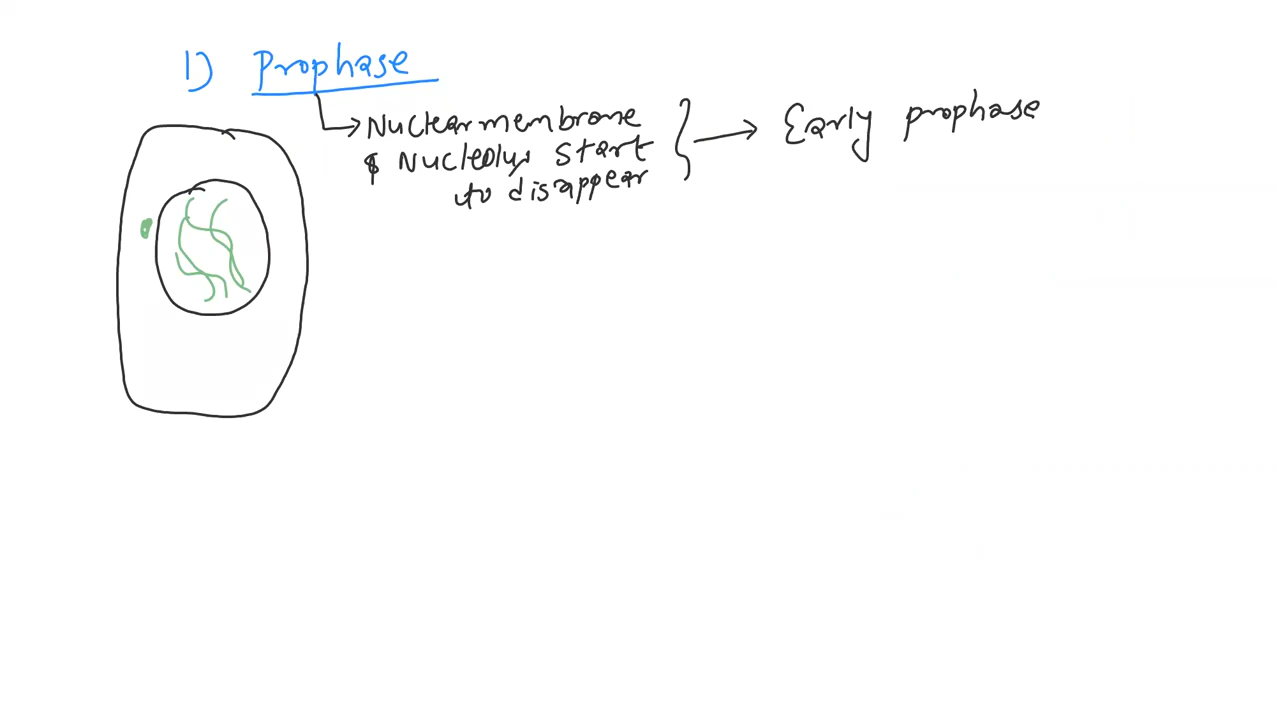 1) Prophase
Nuclear membrane
& Nucleolus start
to disappear
Early prophase